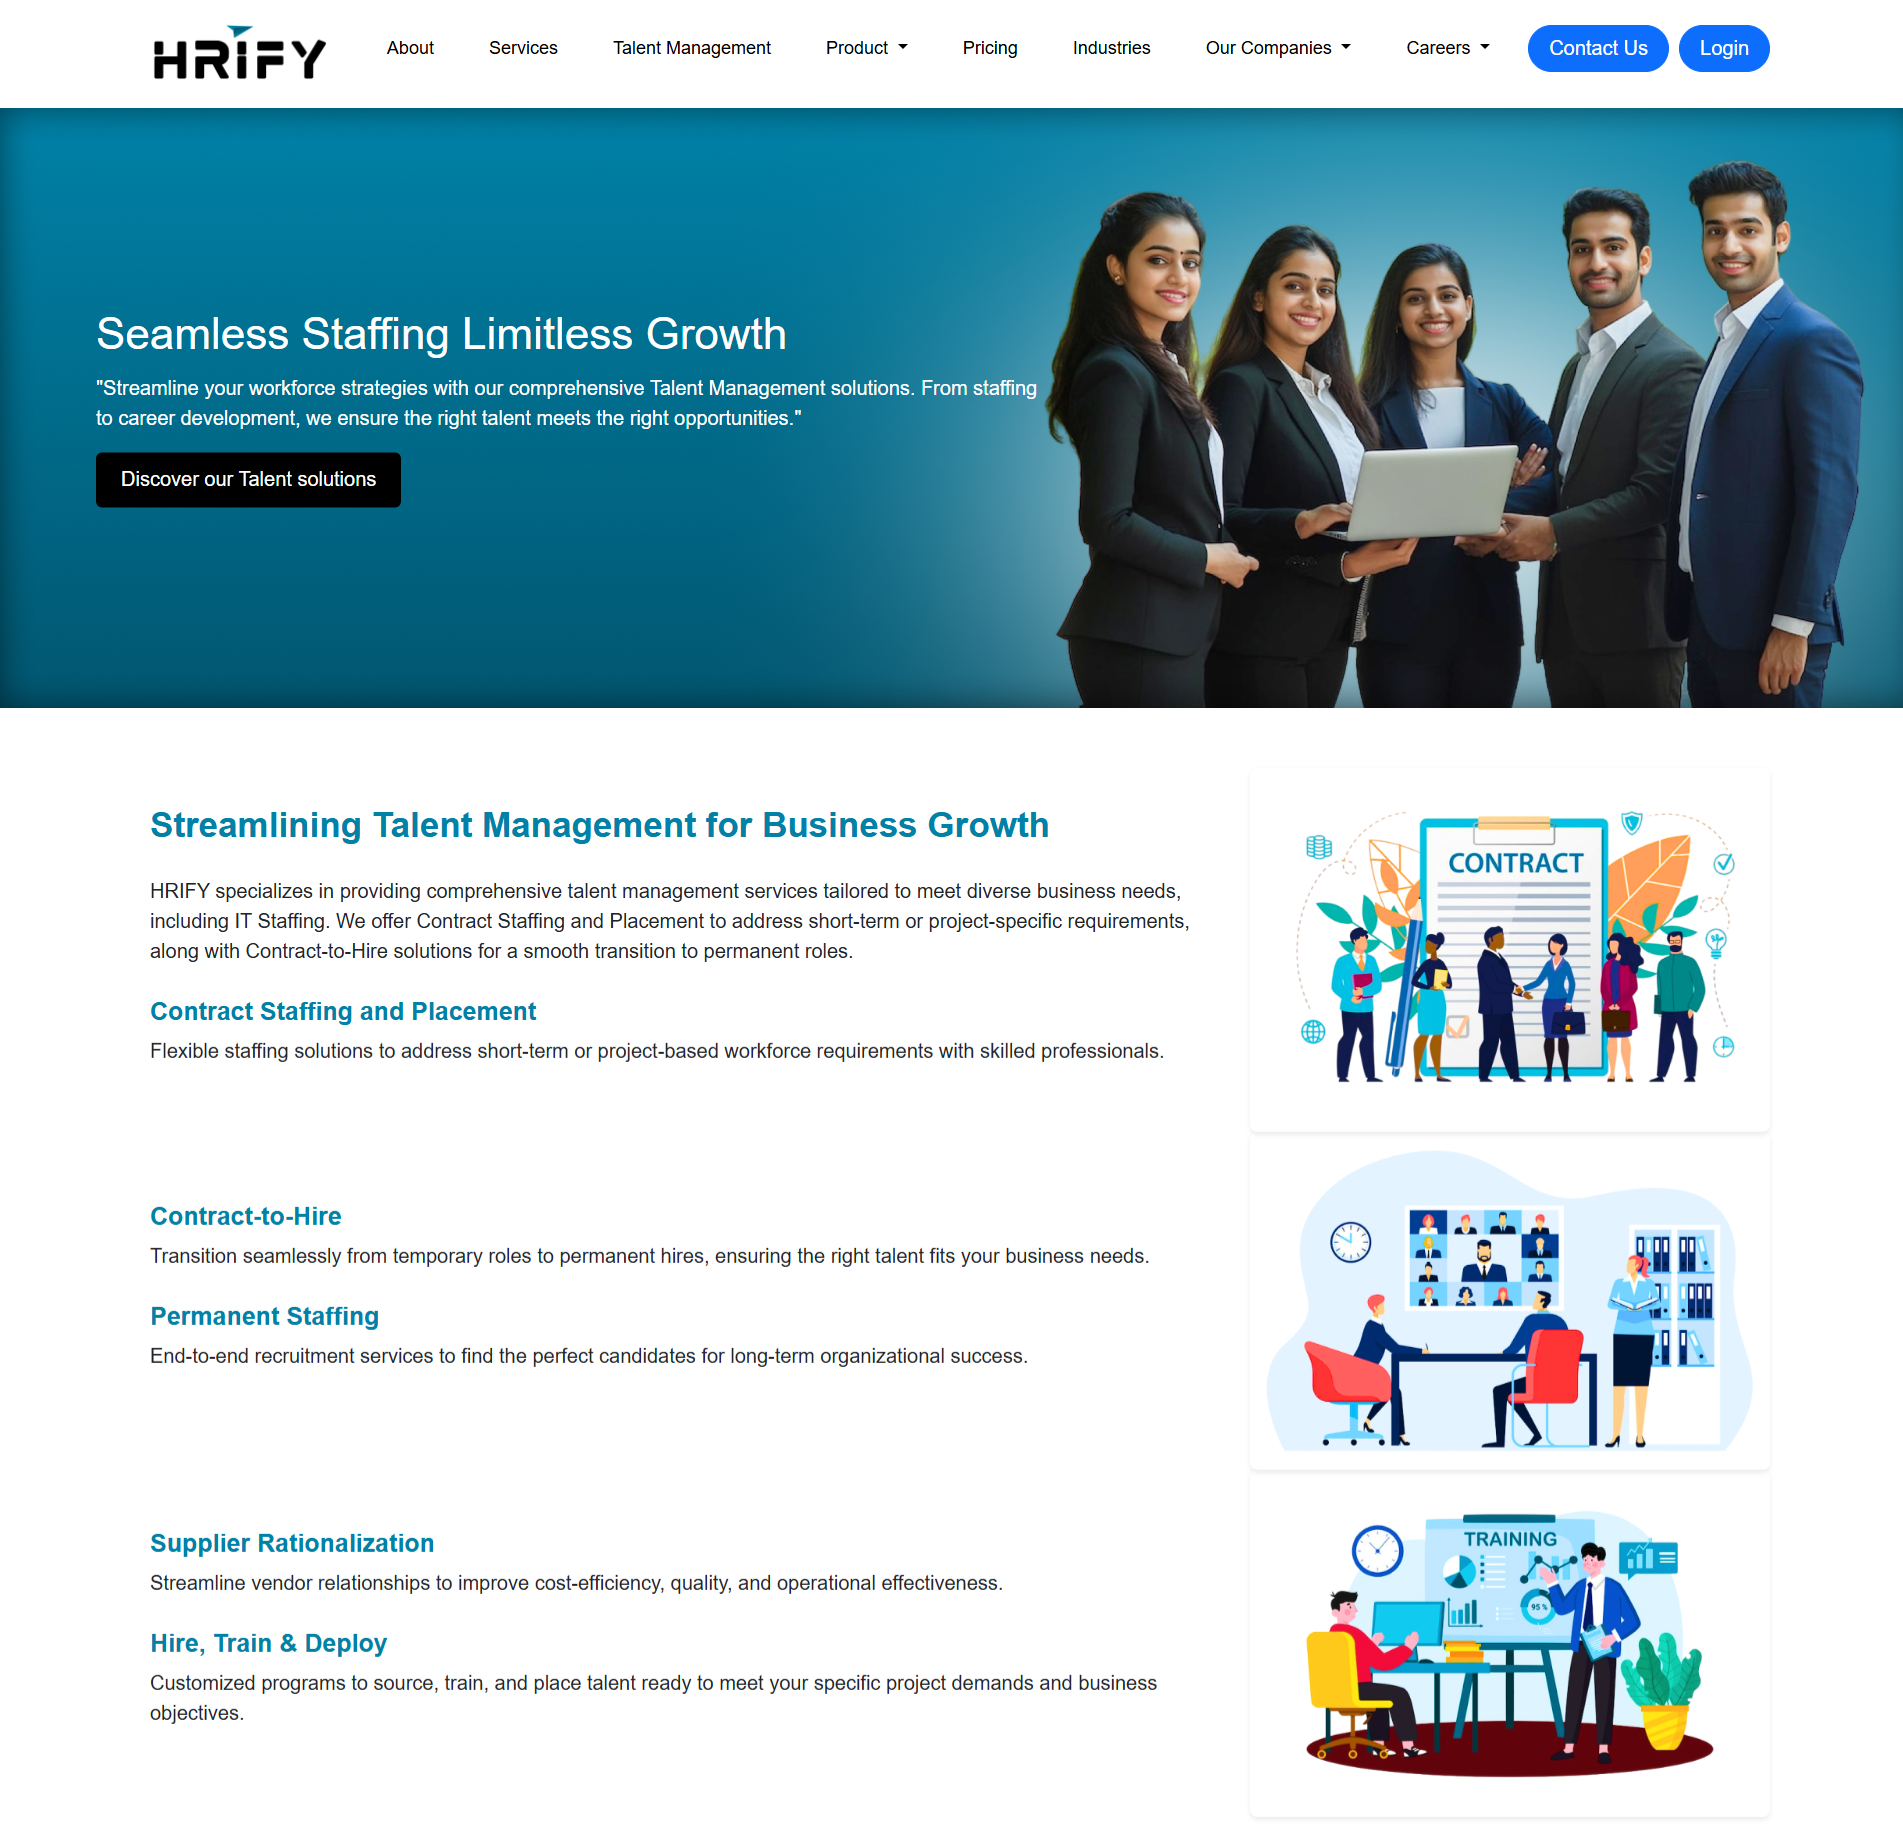 HRIFY
About
Services
Talent Management
Product
Pricing
Industries
Our Companies
Careers
Contact Us
Login
Seamless Staffing Limitless Growth
"Streamline your workforce strategies with our comprehensive Talent Management solutions. From staffing
to career development, we ensure the right talent meets the right opportunities."
Discover our Talent solutions
Streamlining Talent Management for Business Growth
HRIFY specializes in providing comprehensive talent management services tailored to meet diverse business needs,
including IT Staffing. We offer Contract Staffing and Placement to address short-term or project-specific requirements,
along with Contract-to-Hire solutions for a smooth transition to permanent roles.
Contract Staffing and Placement
Flexible staffing solutions to address short-term or project-based workforce requirements with skilled professionals.
CONTRACT
Contract-to-Hire
Transition seamlessly from temporary roles to permanent hires, ensuring the right talent fits your business needs.
Permanent Staffing
End-to-end recruitment services to find the perfect candidates for long-term organizational success.
Supplier Rationalization
Streamline vendor relationships to improve cost-efficiency, quality, and operational effectiveness.
Hire, Train & Deploy
Customized programs to source, train, and place talent ready to meet your specific project demands and business
objectives.
TRAINING
95 %